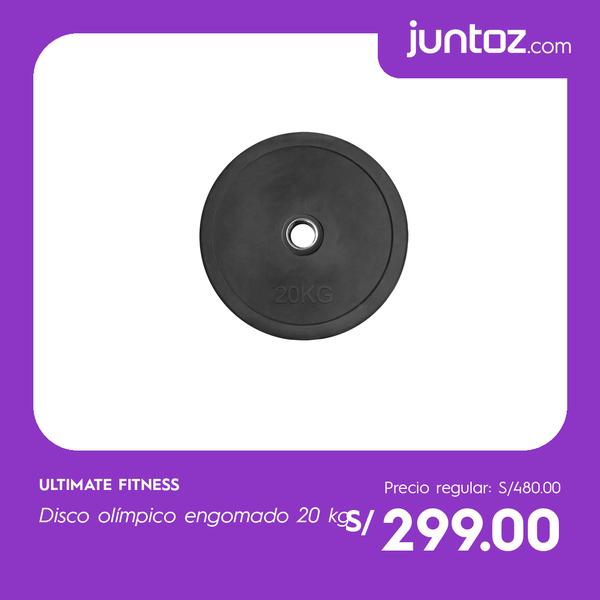 juntoz.com
20KG
ULTIMATE FITNESS
Disco olímpico engomado 20 kg
Precio regular: S/480.00
S/ 299.00